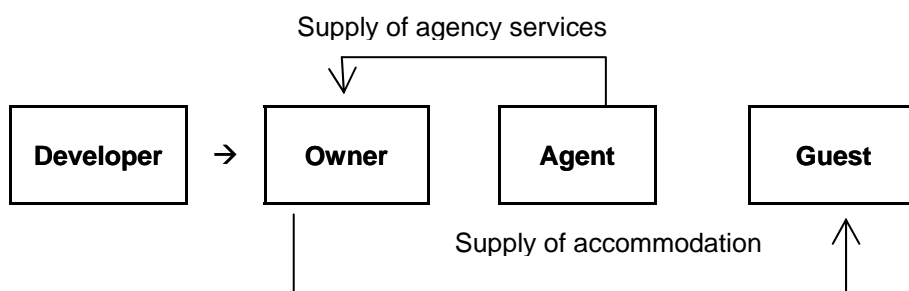 Supply of agency services
Developer → Owner Agent Guest
Supply of accommodation